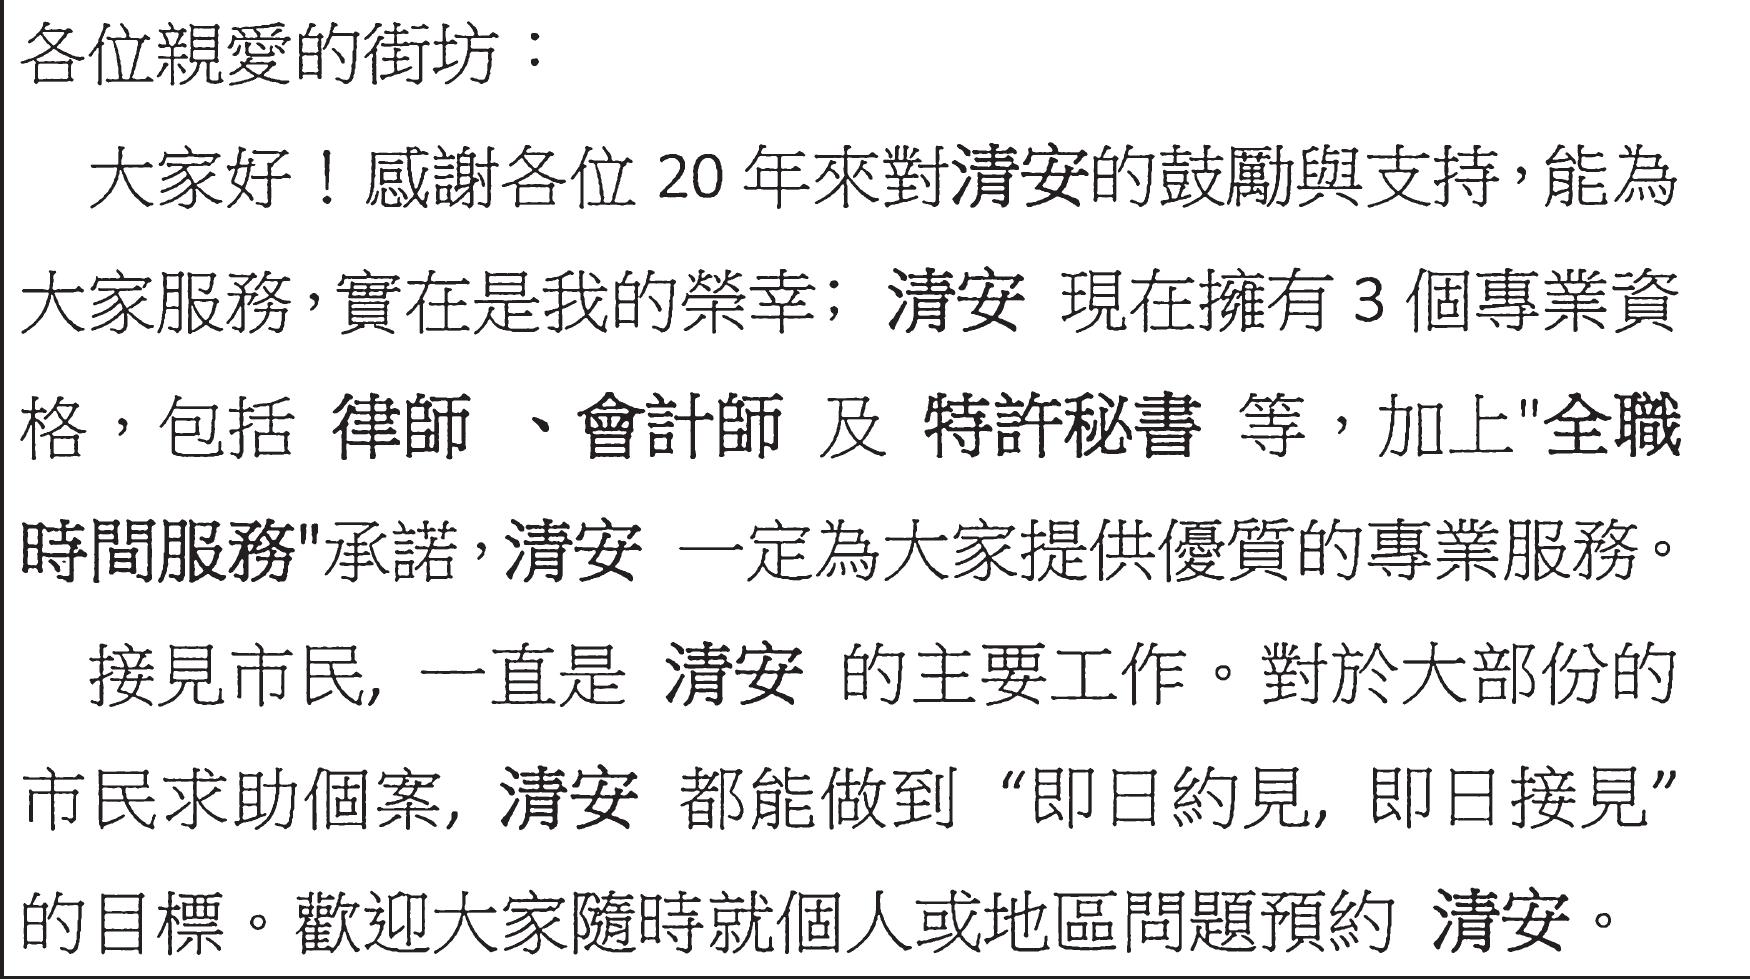 各位親愛的街坊：
大家好！感謝各位 20 年來對清安的鼓勵與支持，能為
大家服務，實在是我的榮幸； 清安 現在擁有 3 個專業資
格，包括 律師 、會計師 及 特許秘書 等，加上"全職
時間服務"承諾，清安 一定為大家提供優質的專業服務。
接見市民, 一直是 清安 的主要工作。對於大部份的
市民求助個案, 清安 都能做到 “即日約見, 即日接見”
的目標。歡迎大家隨時就個人或地區問題預約 清安。